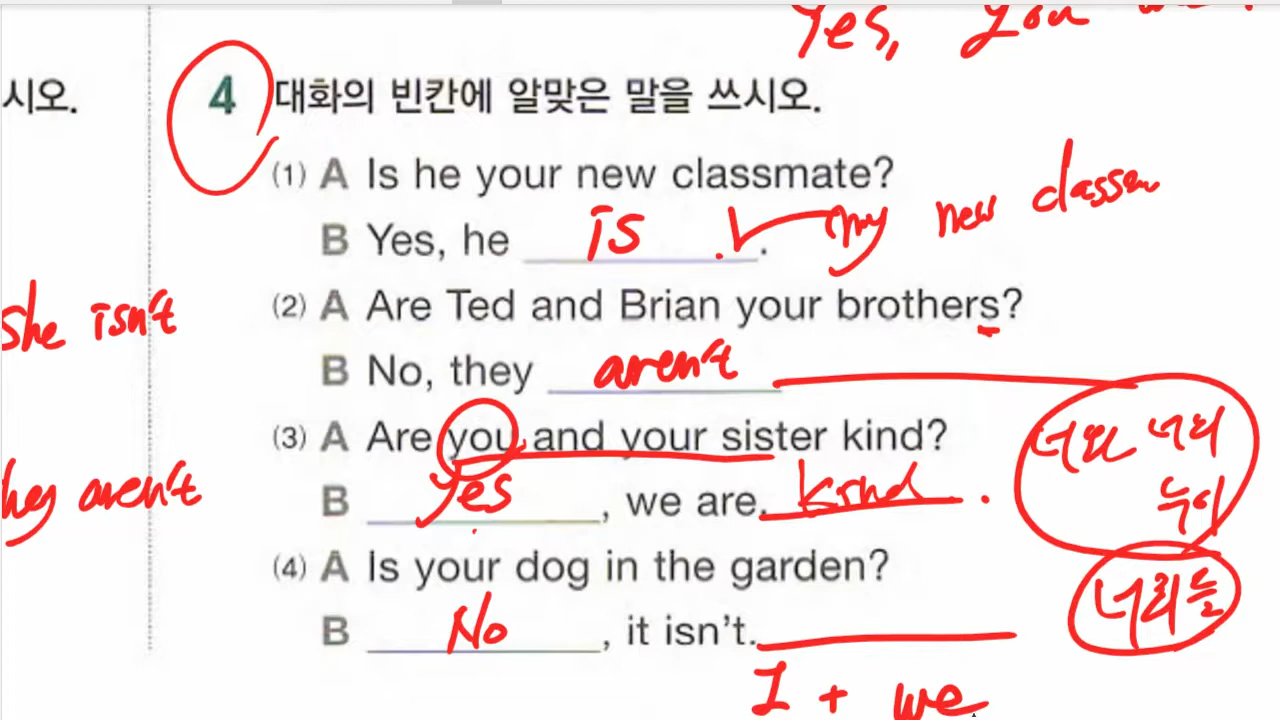 Yes, you
시오.
4 대화의 빈칸에 알맞은 말을 쓰시오.
(1) A Is he your new classmate?
B Yes, he is . my new
(2) A Are Ted and Brian your brothers?
she isn't
B No, they aren't
(3) A Are you and your sister kind?
너와 너의
B Yes, we are. kind.
누이
aren't
(4) A Is your dog in the garden?
너희들
B No, it isn't.
I + we